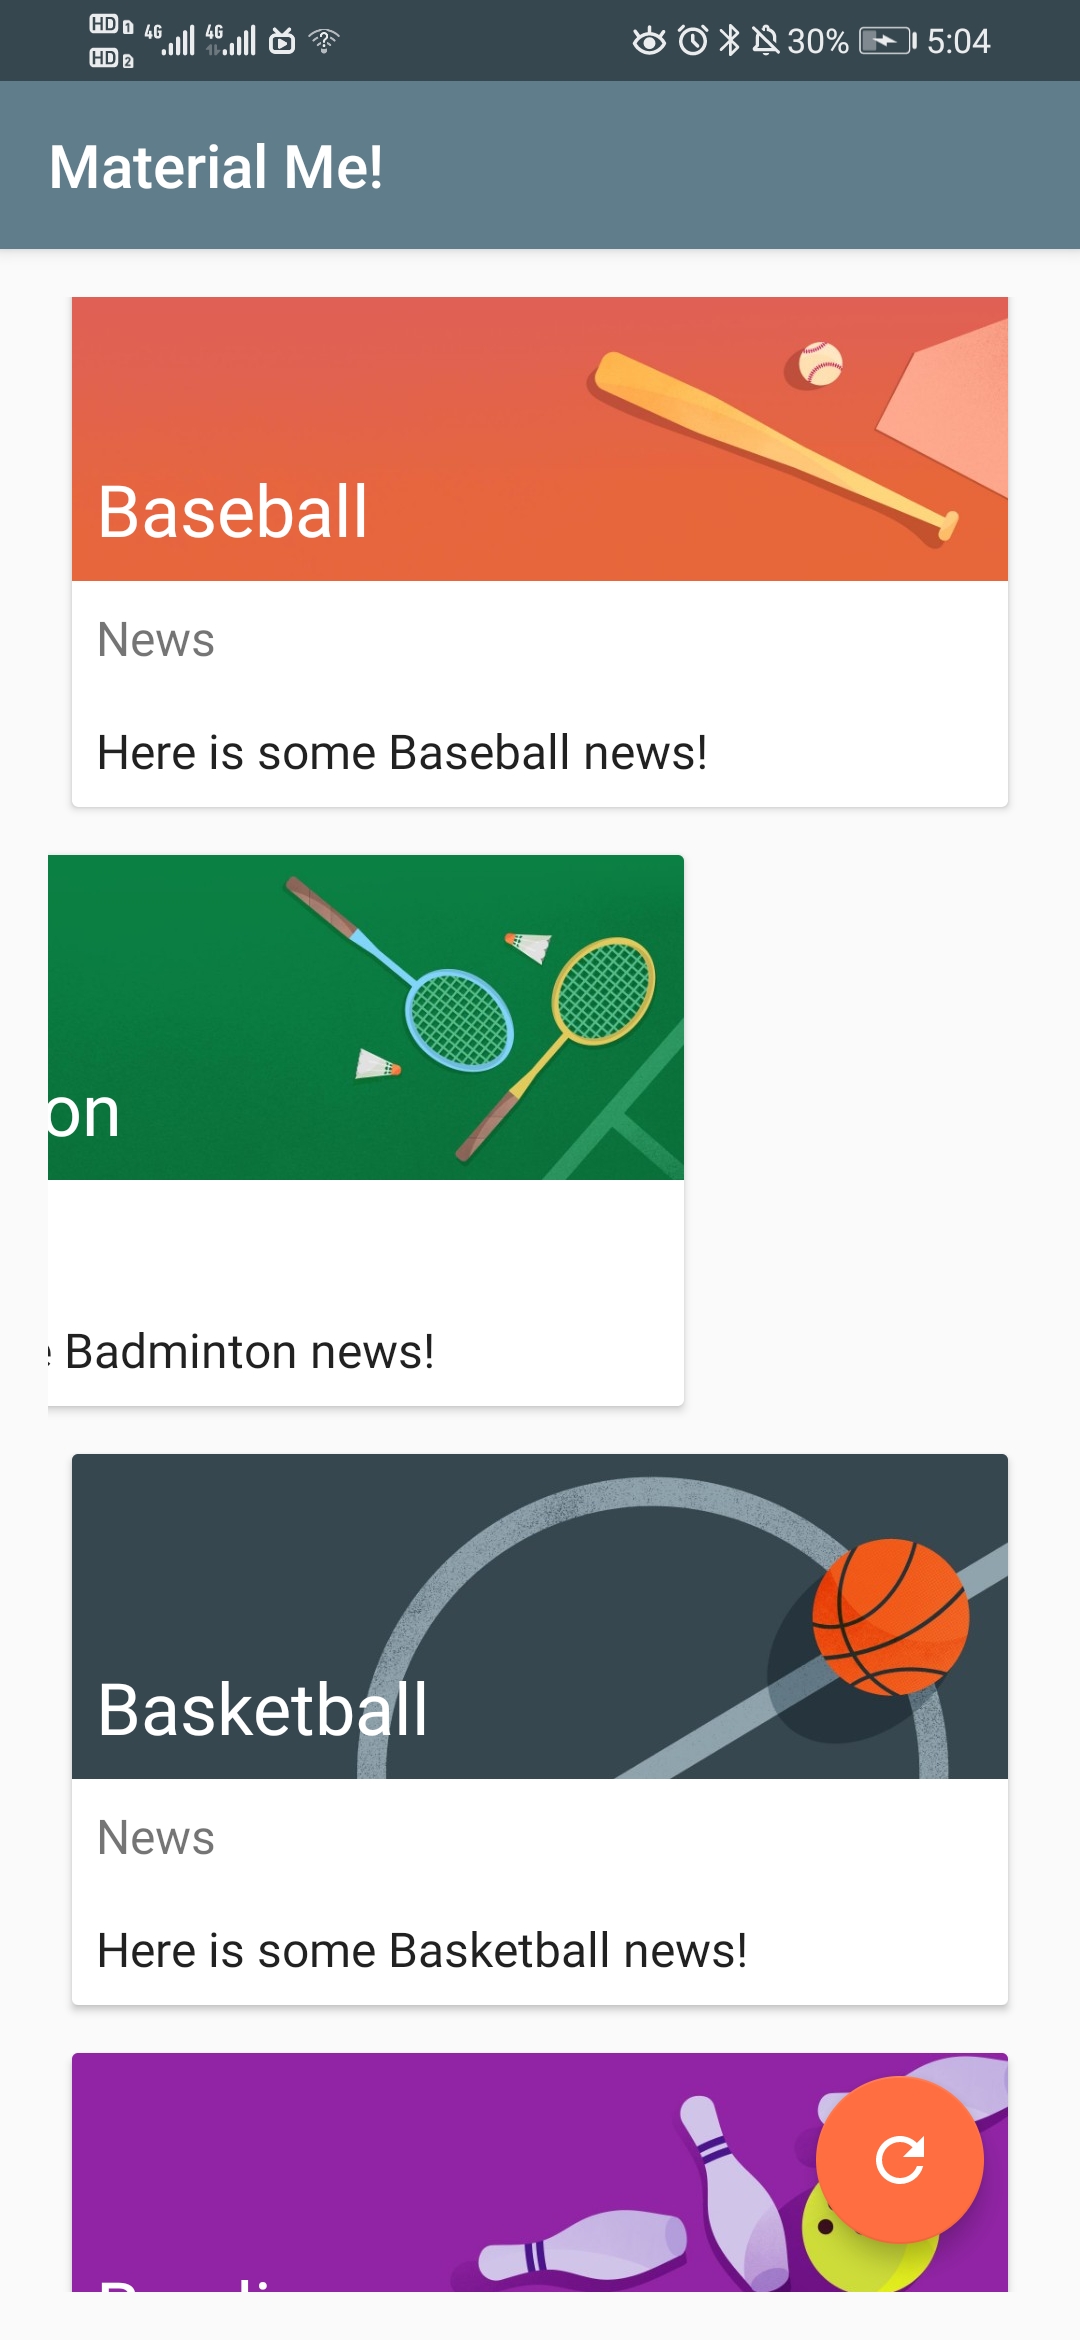 HD 1 4G 4G 30% 5:04
HD 2
Material Me!
Baseball
News
Here is some Baseball news!
on
Badminton news!
Basketball
News
Here is some Basketball news!